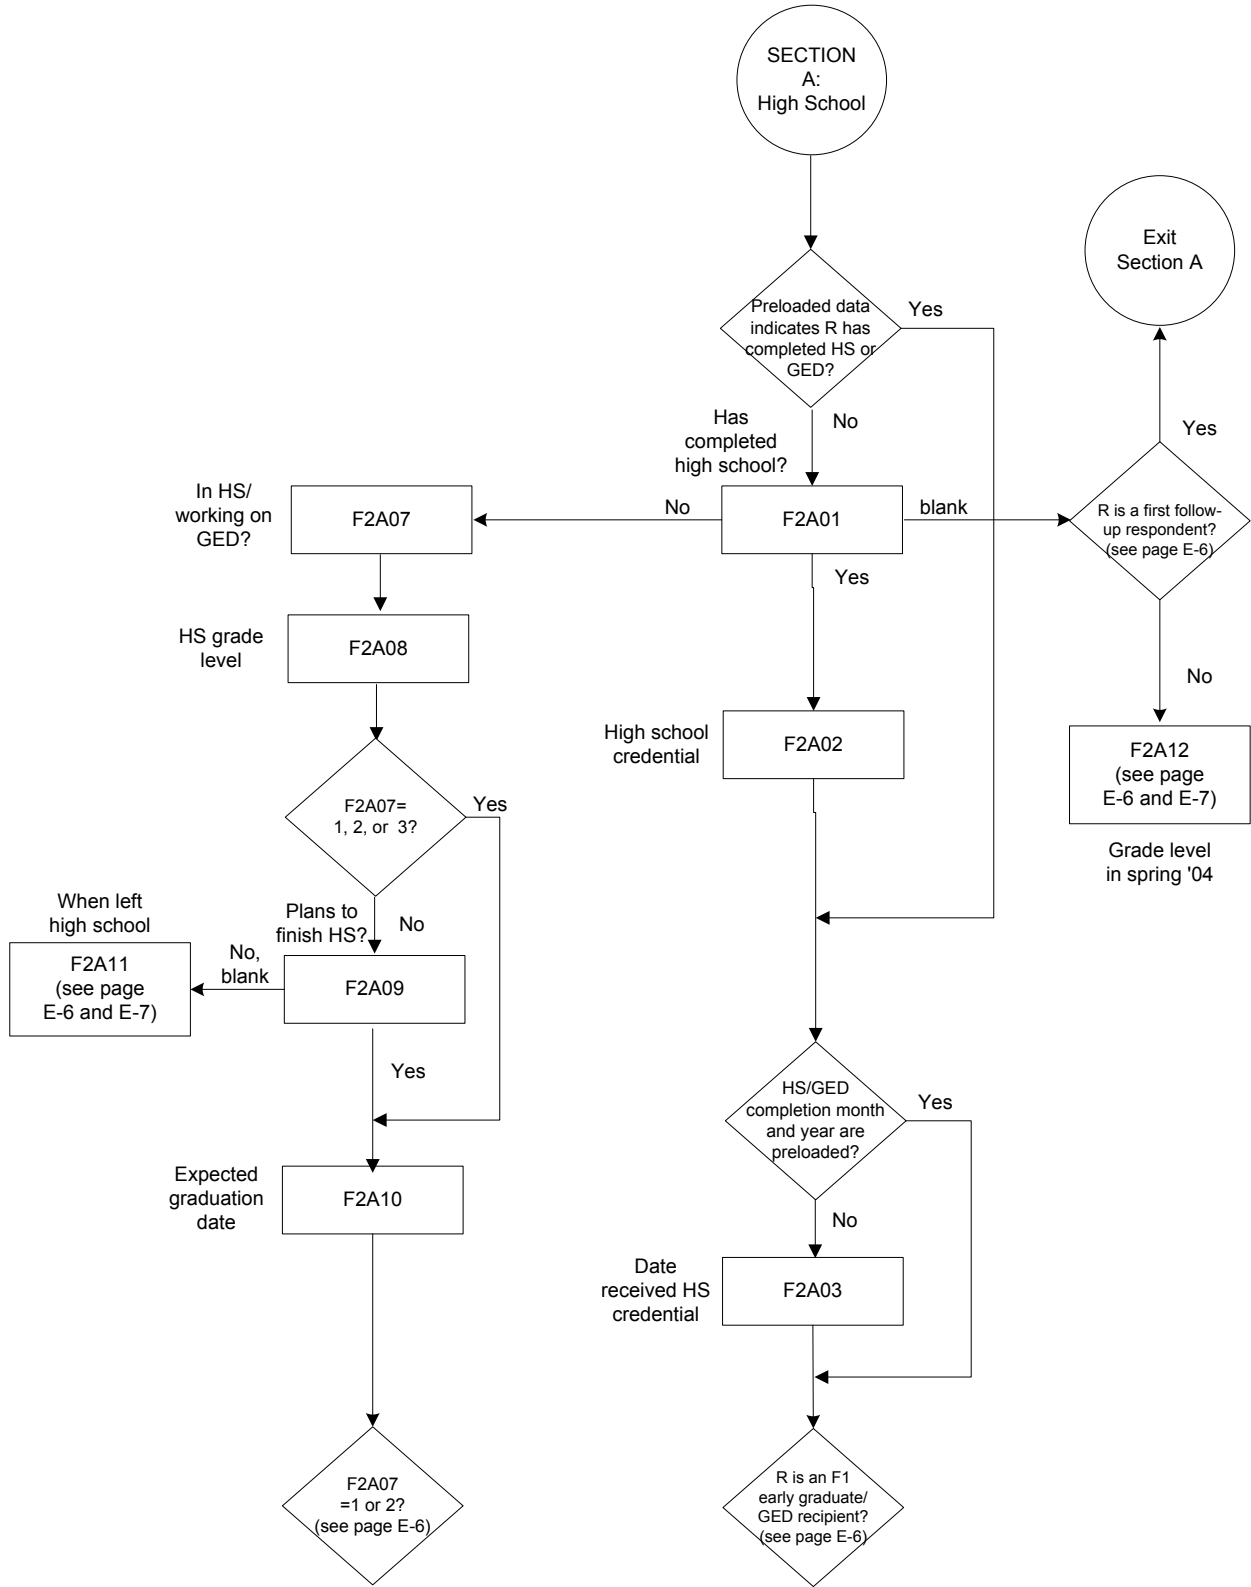 SECTION
A:
High School
Exit
Section A
Preloaded data
indicates R has
completed HS or
GED?
Yes
No
Yes
Has
completed
high school?
In HS/
working on
GED?
F2A07
No
F2A01
blank
R is a first follow-
up respondent?
(see page E-6)
Yes
HS grade
level
F2A08
No
High school
credential
F2A02
F2A12
(see page
E-6 and E-7)
Grade level
in spring '04
F2A07=
1, 2, or 3?
Yes
When left
high school
Plans to
finish HS?
No
No,
blank
F2A11
(see page
E-6 and E-7)
F2A09
Yes
HS/GED
completion month
and year are
preloaded?
Yes
Expected
graduation
date
F2A10
No
Date
received HS
credential
F2A03
F2A07
=1 or 2?
(see page E-6)
R is an F1
early graduate/
GED recipient?
(see page E-6)